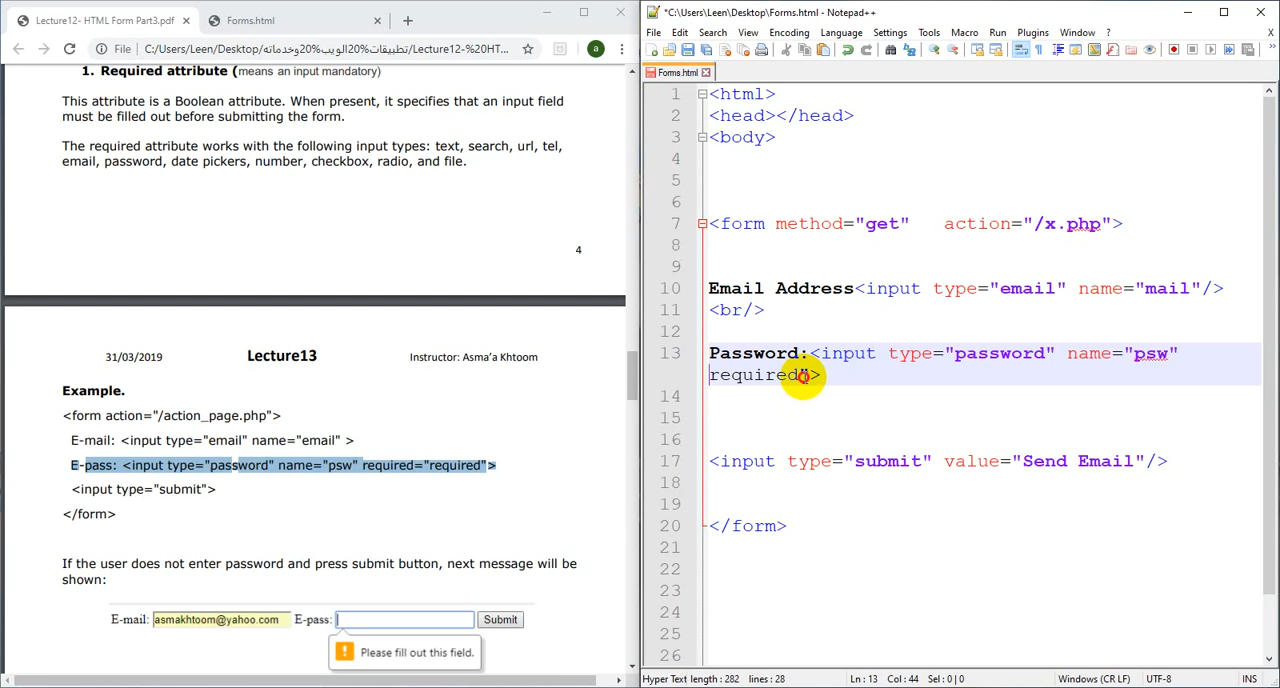 Lecture12- HTML Form Part3.pdf
Forms.html
File
C:/Users/Leen/Desktop/تطبيقات%20الويب%20وخدماته/Lecture12-%20HT...
a
1. Required attribute (means an input mandatory)
This attribute is a Boolean attribute. When present, it specifies that an input field
must be filled out before submitting the form.
The required attribute works with the following input types: text, search, url, tel,
email, password, date pickers, number, checkbox, radio, and file.
4
31/03/2019 Lecture13 Instructor: Asma'a Khtoom
Example.
<form action="/action_page.php">
E-mail: <input type="email" name="email" >
E-pass: <input type="password" name="psw" required="required">
<input type="submit">
</form>
If the user does not enter password and press submit button, next message will be
shown:
E-mail: asmakhtoom@yahoo.com E-pass: Submit
! Please fill out this field.
*C:\Users\Leen\Desktop\Forms.html - Notepad++
File Edit Search View Encoding Language Settings Tools Macro Run Plugins Window ? X
Forms.html
1 <html>
2 <head></head>
3 <body>
4
5
6
7 <form method="get" action="/x.php">
8
9
10 Email Address<input type="email" name="mail"/>
11 <br/>
12
13 Password:<input type="password" name="psw"
required">
14
15
16
17 <input type="submit" value="Send Email"/>
18
19
20 </form>
21
22
23
24
25
26
Hyper Text length : 282 lines : 28 Ln : 13 Col : 44 Sel : 0 | 0 Windows (CR LF) UTF-8 INS